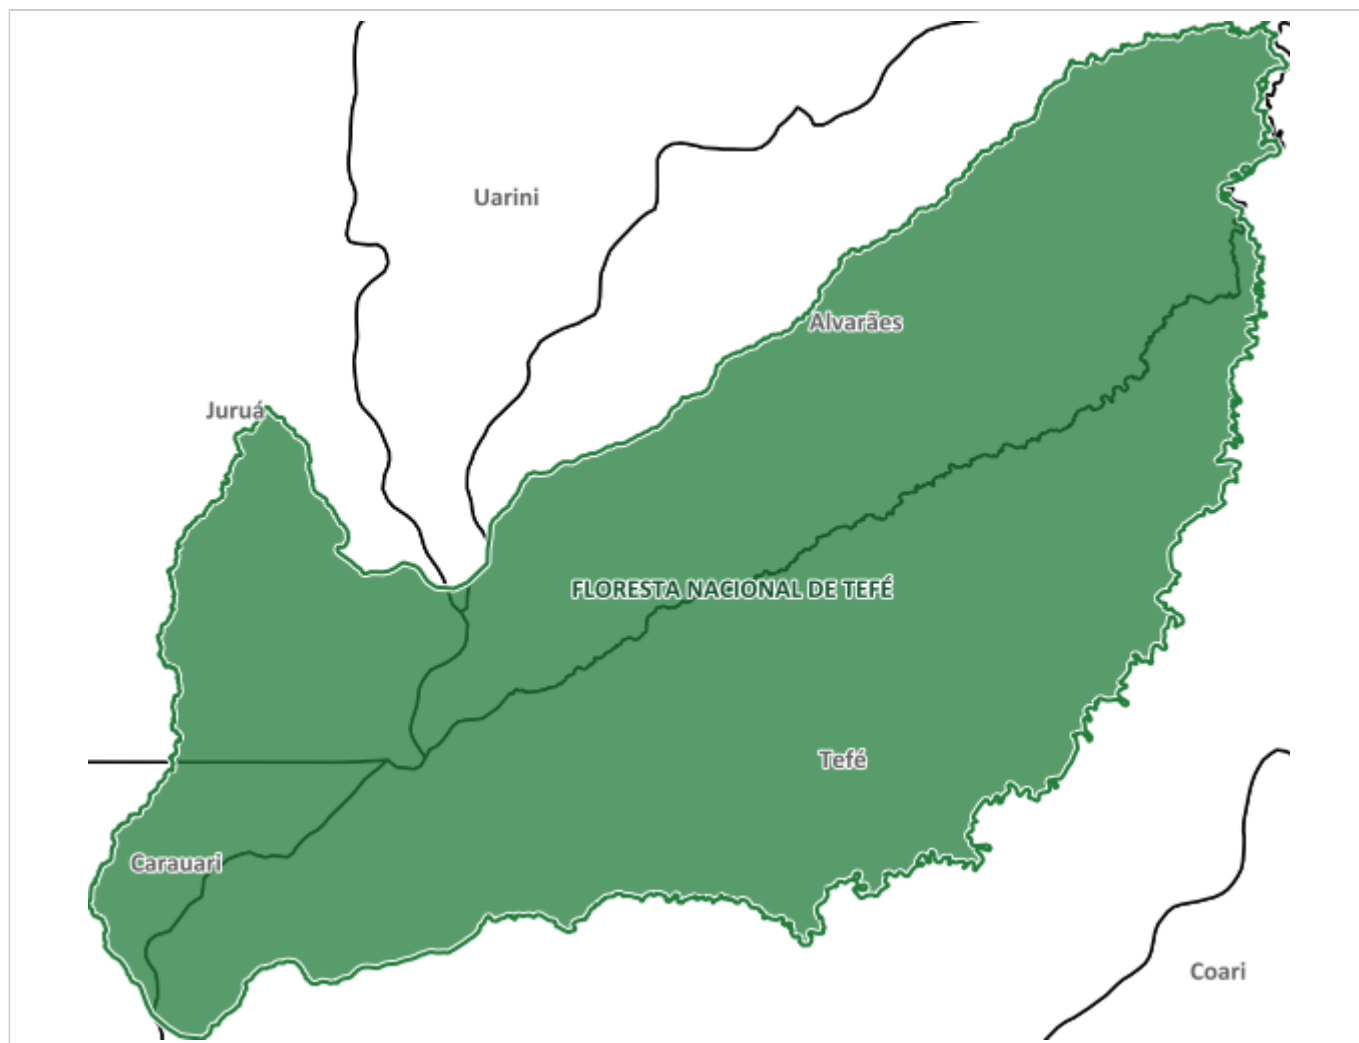 Uarini
Alvarães
Juruá
FLORESTA NACIONAL DE TEFÉ
Tefé
Carauari
Coari